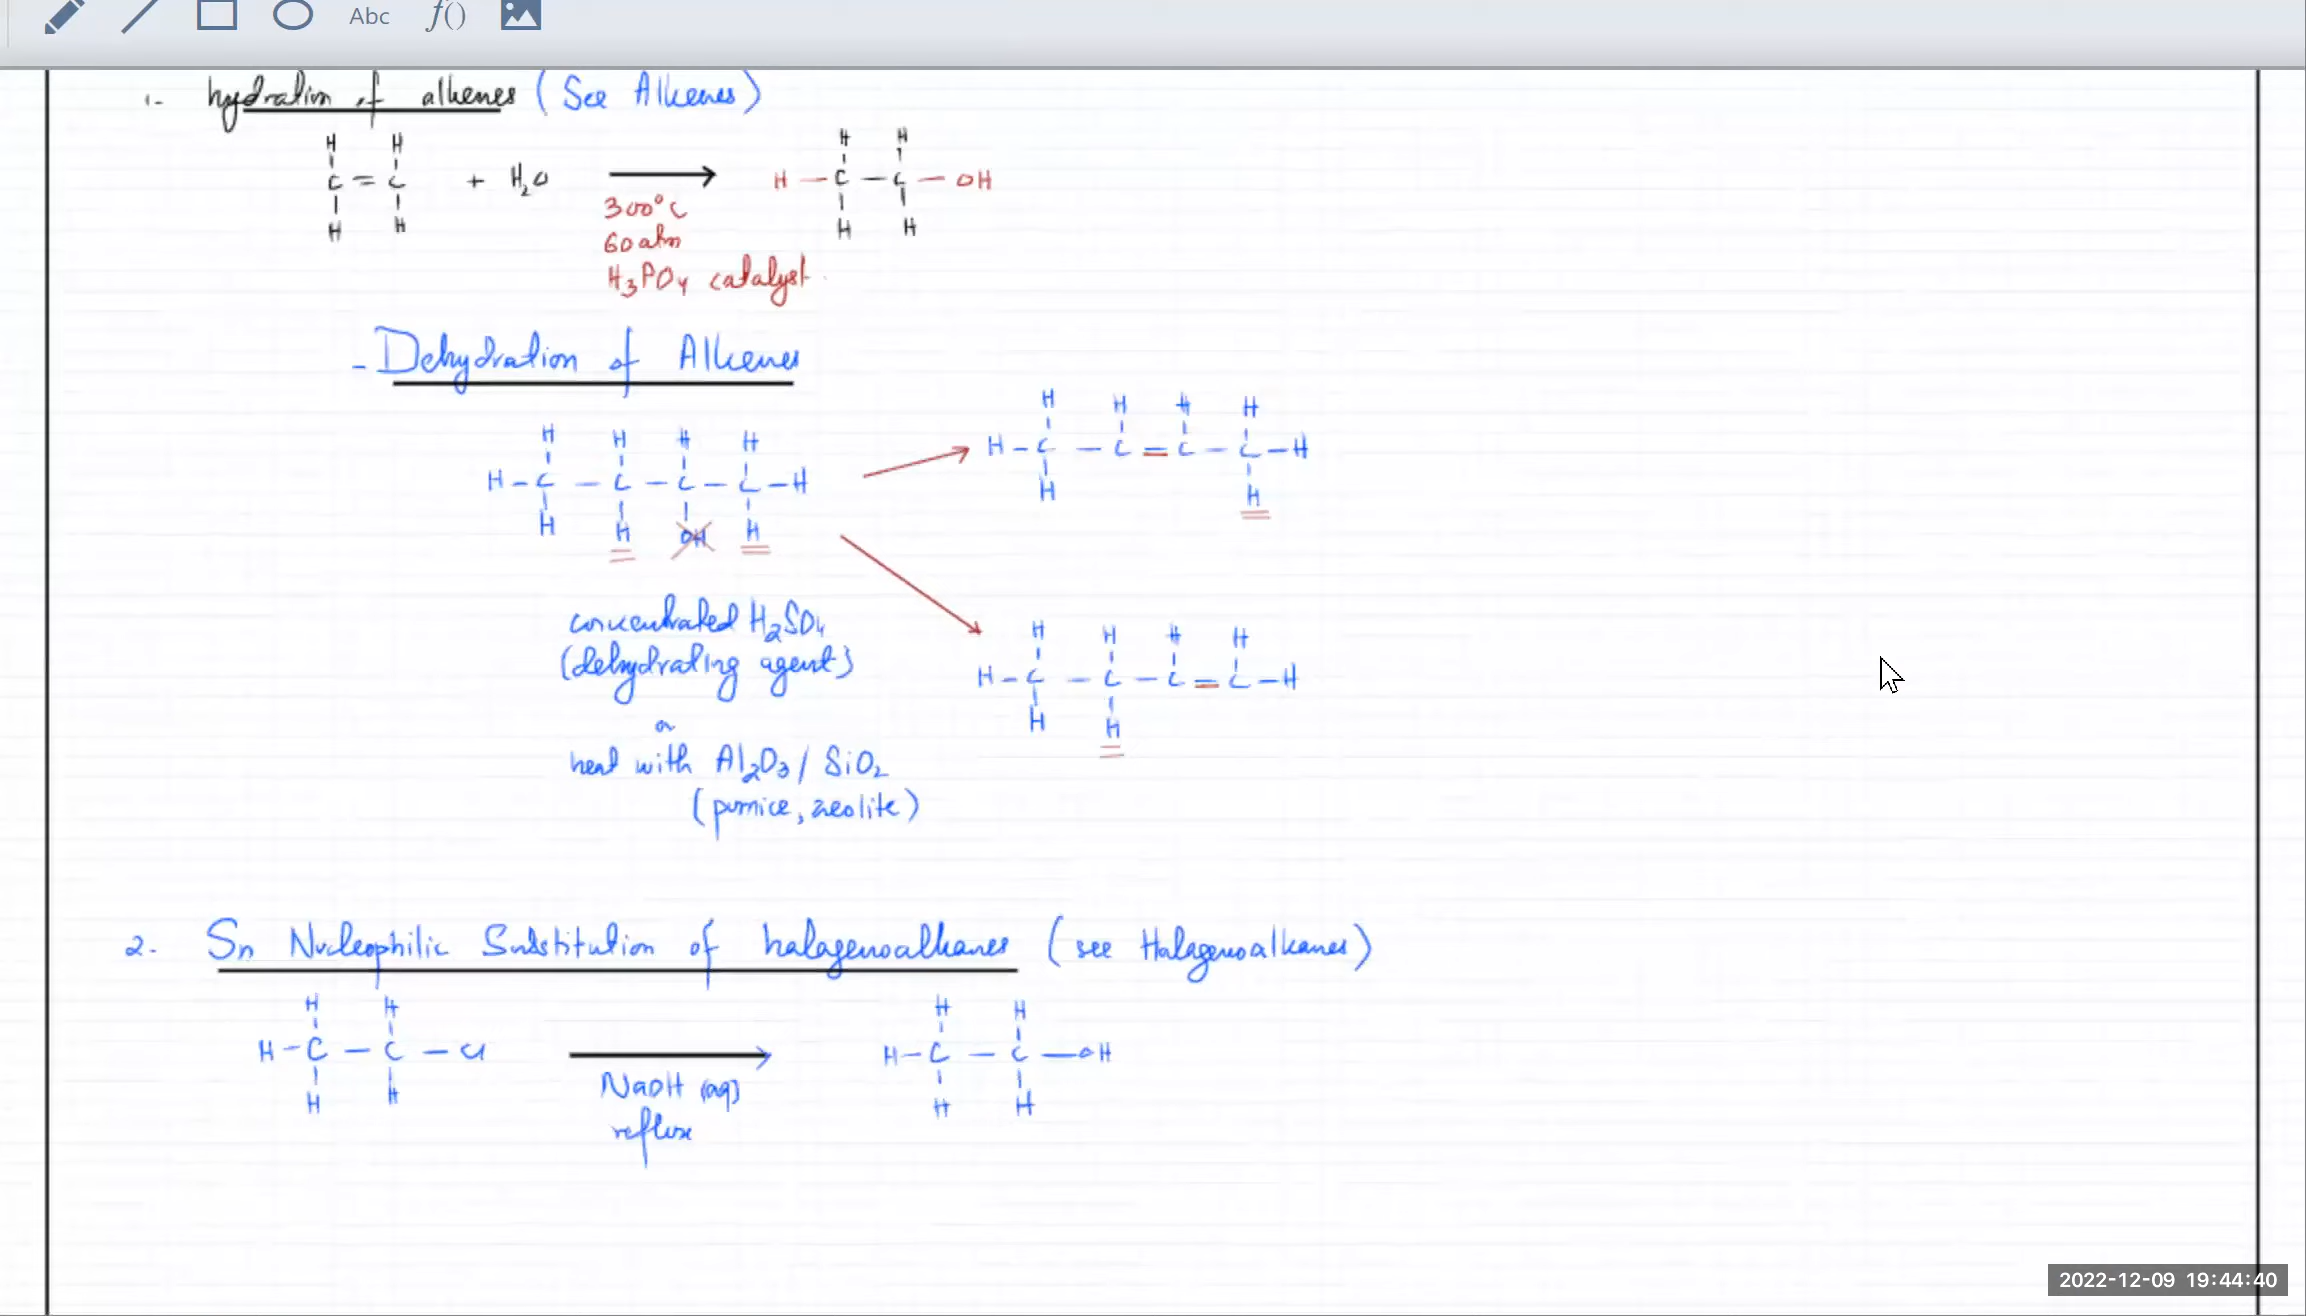 Abc f()
1- hydration of alkenes (See Alkenes)
H H H H
C = C + H2O H - C - C - OH
H H H H
300°C
60 atm
H3PO4 catalyst
- Dehydration of Alkenes
H H H H
H - C - C = C - C - H
H H
H H H H
H - C - C - C - C - H
H H OH H
concentrated H2SO4
(dehydrating agent)
H H H H
H - C - C - C = C - H
H H
or
heat with Al2O3 / SiO2
(pumice, zeolite)
2- Sn Nucleophilic Substitution of halogenoalkanes (see Halogenoalkanes)
H H H H
H - C - C - Cl H - C - C - OH
H H H H
NaOH (aq)
reflux
2022-12-09 19:44:40